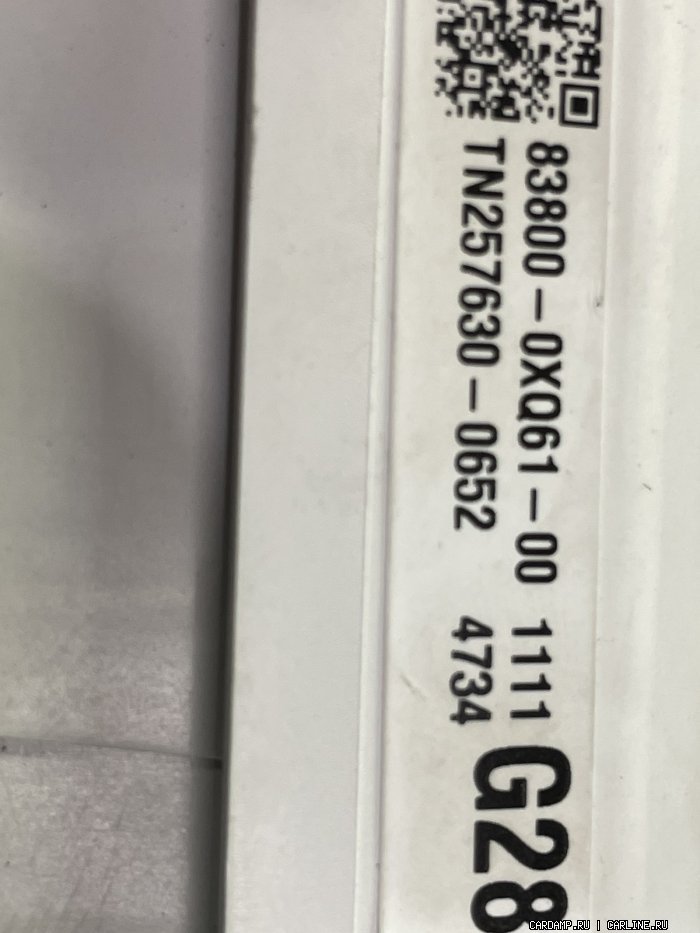 83800-0XQ61-00 1111
TN257630-0652 4734
G28
CARDAMP.RU | CARLINE.RU